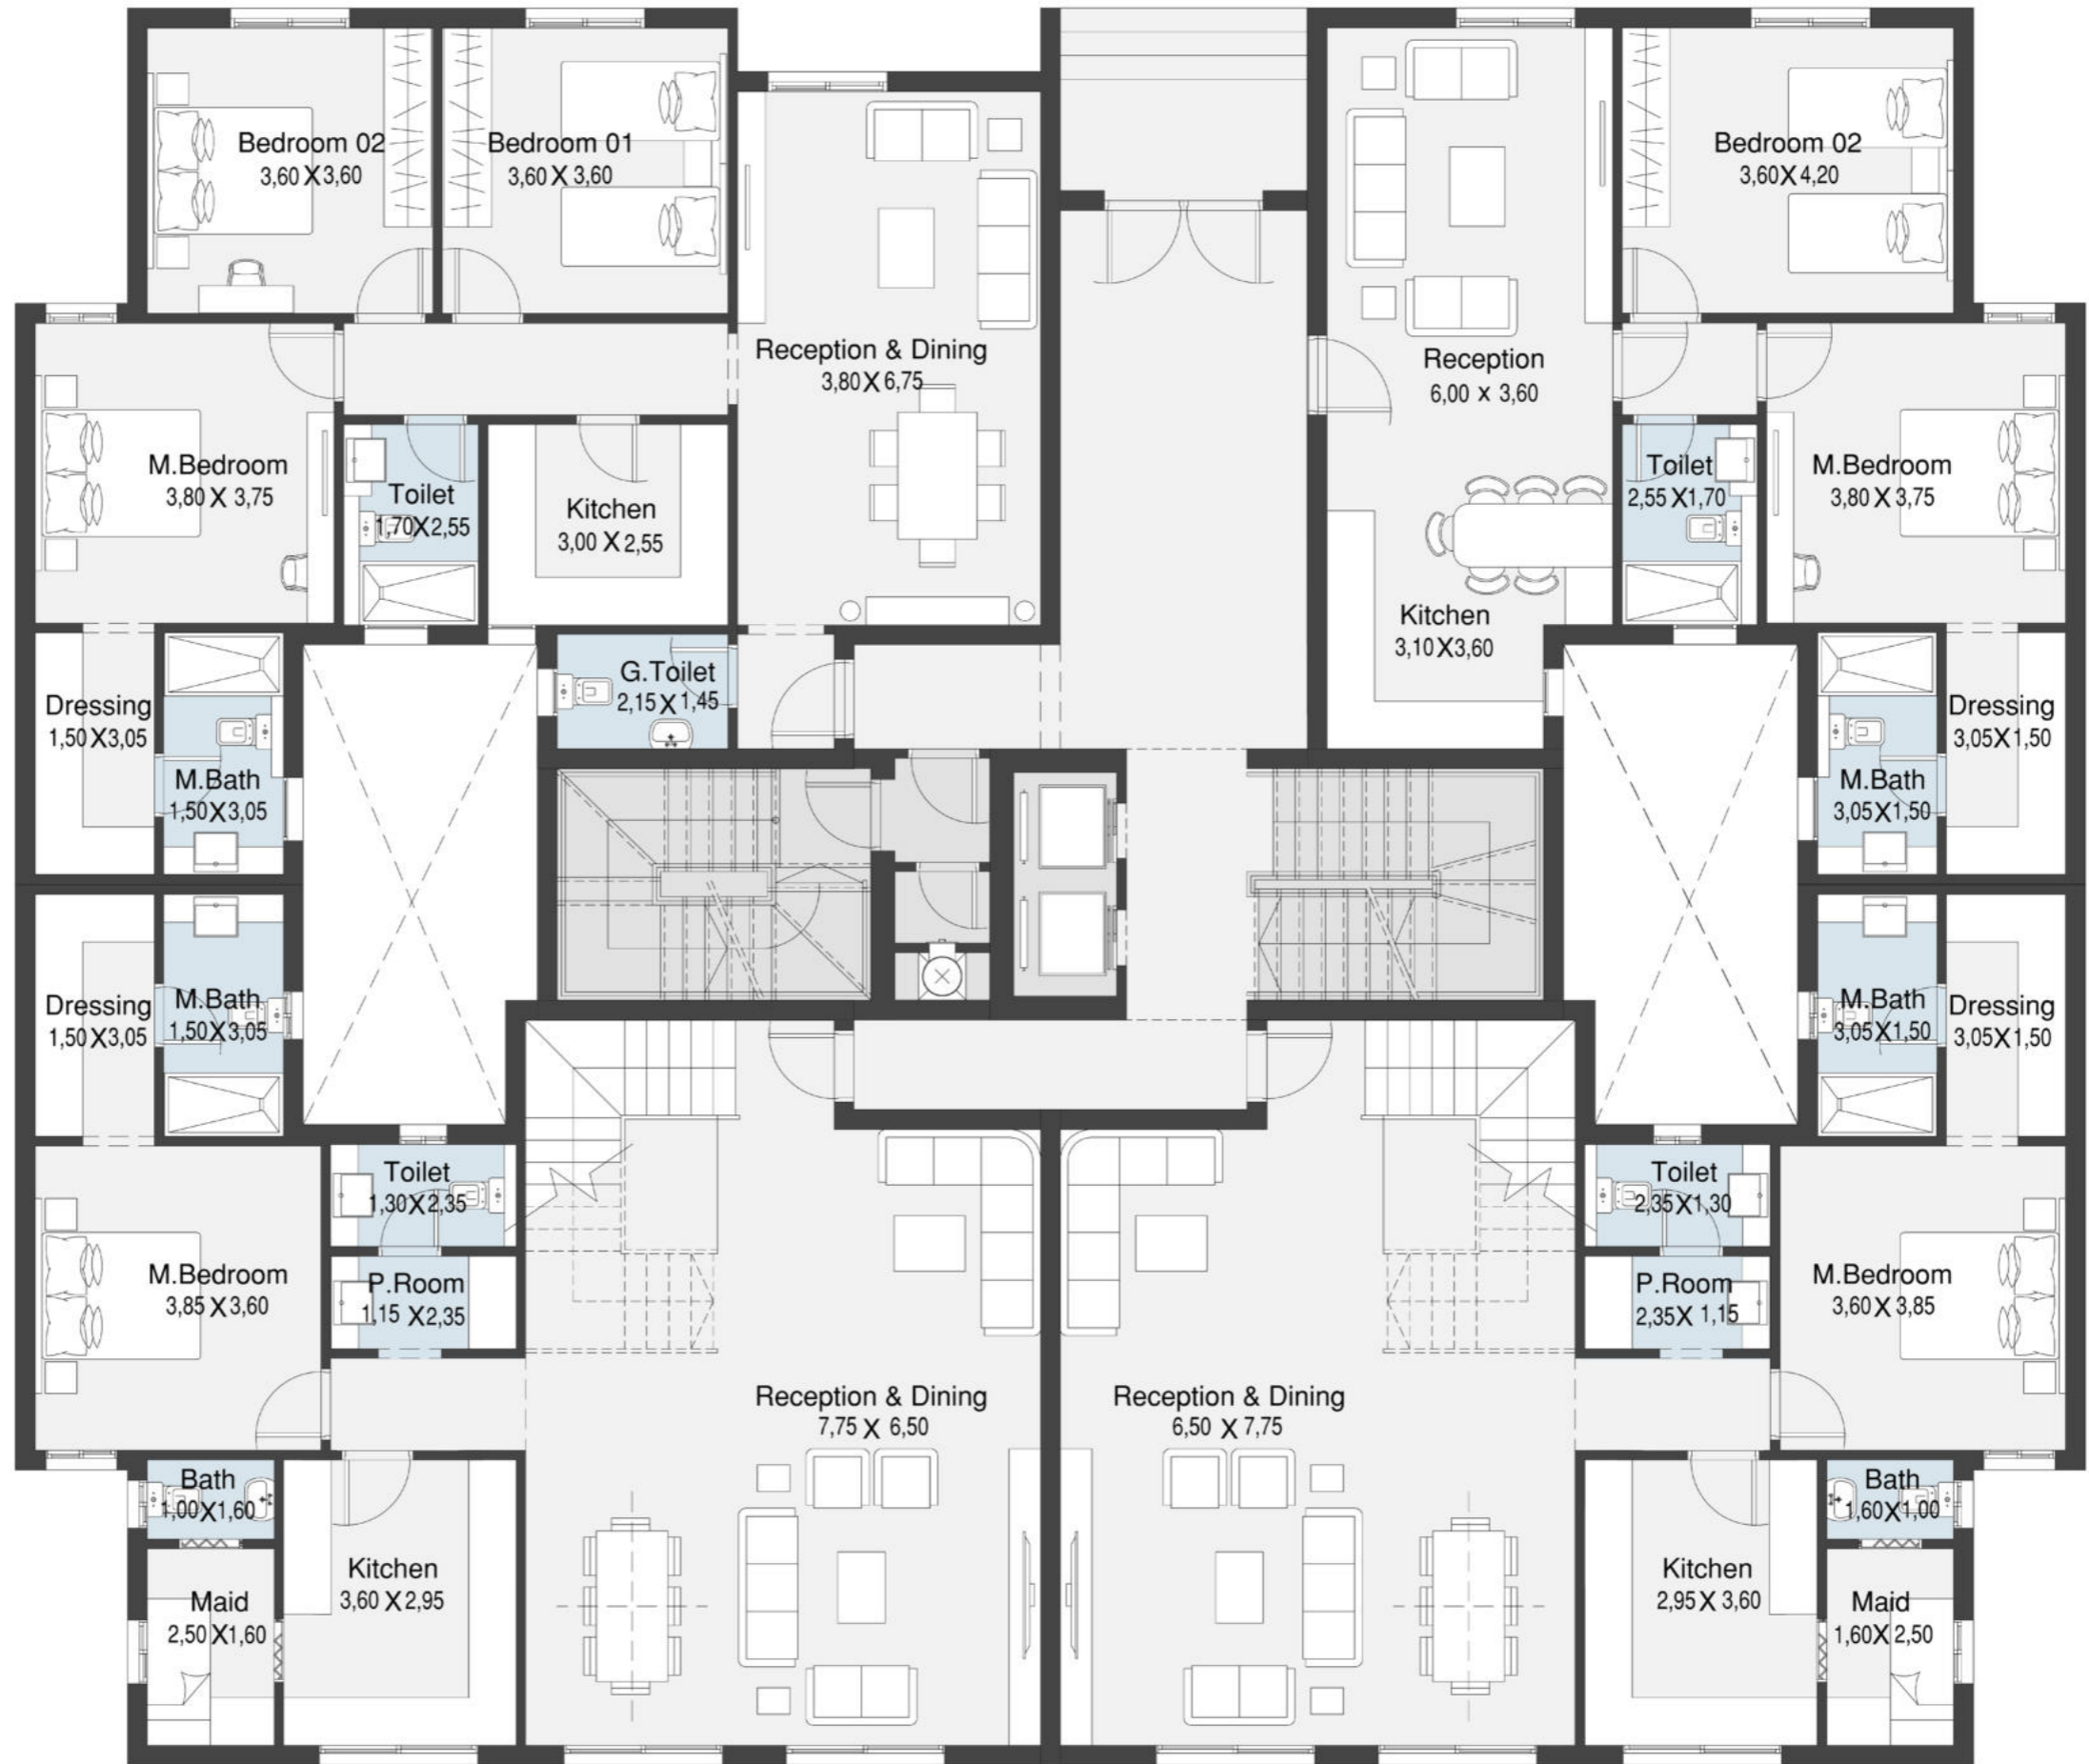 Bedroom 02
3,60 X 3,60
Bedroom 01
3,60 X 3,60
Reception & Dining
3,80 X 6,75
M.Bedroom
3,80 X 3,75
Toilet
1,70 X 2,55
Kitchen
3,00 X 2,55
G.Toilet
2,15 X 1,45
Dressing
1,50 X 3,05
M.Bath
1,50 X 3,05
Reception
6,00 x 3,60
Bedroom 02
3,60 X 4,20
Toilet
2,55 X 1,70
M.Bedroom
3,80 X 3,75
Kitchen
3,10 X 3,60
Dressing
3,05 X 1,50
M.Bath
3,05 X 1,50
Dressing
1,50 X 3,05
M.Bath
1,50 X 3,05
M.Bath
3,05 X 1,50
Dressing
3,05 X 1,50
Toilet
1,30 X 2,35
M.Bedroom
3,85 X 3,60
P.Room
1,15 X 2,35
Reception & Dining
7,75 X 6,50
Bath
1,00 X 1,60
Kitchen
3,60 X 2,95
Maid
2,50 X 1,60
Toilet
2,35 X 1,30
P.Room
2,35 X 1,15
M.Bedroom
3,60 X 3,85
Reception & Dining
6,50 X 7,75
Bath
1,60 X 1,00
Kitchen
2,95 X 3,60
Maid
1,60 X 2,50